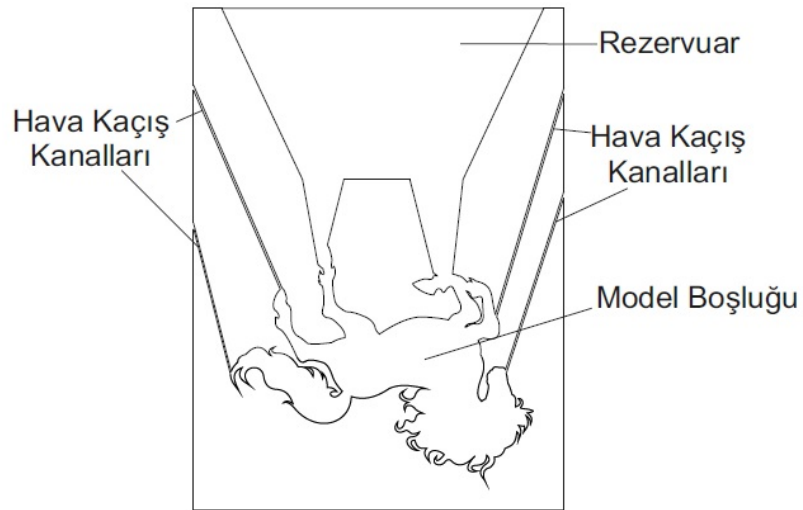 Rezervuar
Hava Kaçış
Kanalları
Hava Kaçış
Kanalları
Model Boşluğu